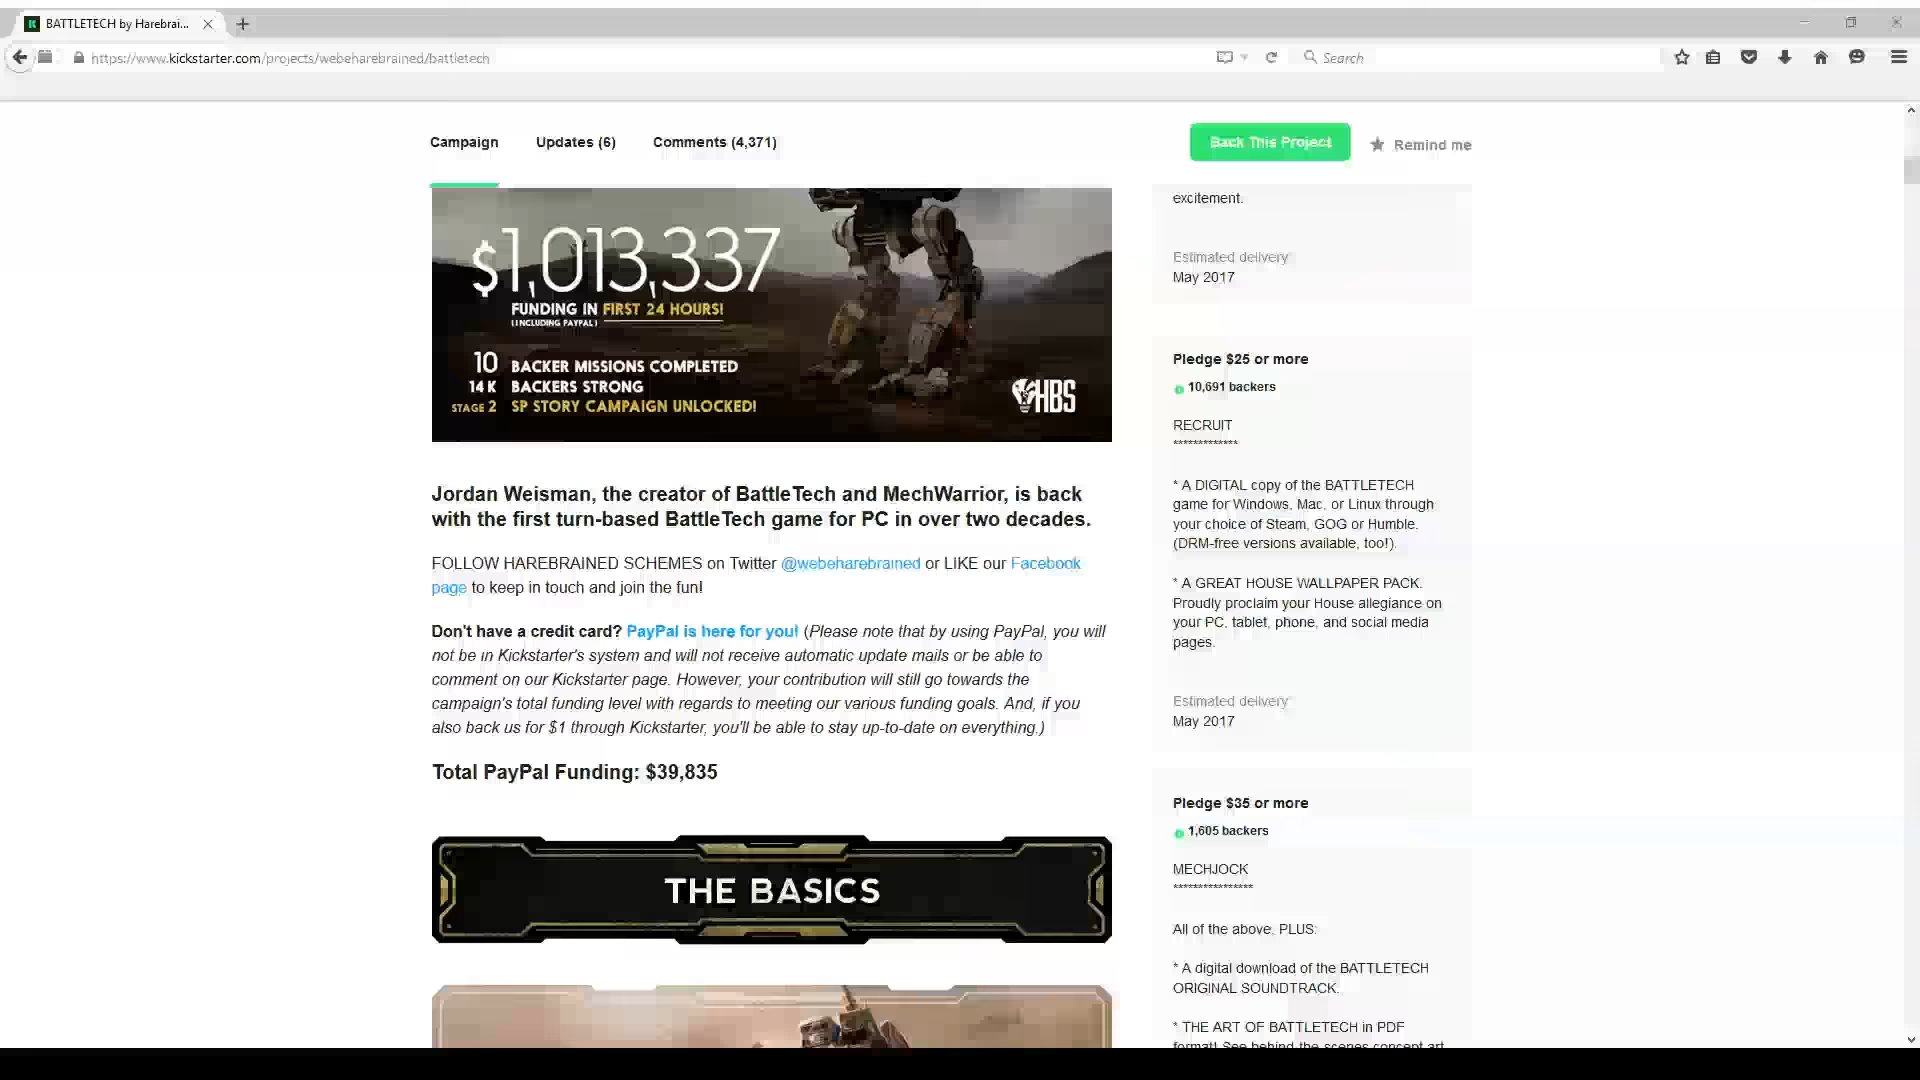 BATTLETECH by Harebrai...
https://www.kickstarter.com/projects/webeharebrained/battletech
Search
Campaign
Updates (6)
Comments (4,371)
Back This Project
Remind me
$1,013,337
FUNDING IN FIRST 24 HOURS!
(INCLUDING PAYPAL)
10 BACKER MISSIONS COMPLETED
14 K BACKERS STRONG
STAGE 2 SP STORY CAMPAIGN UNLOCKED!
HBS
Jordan Weisman, the creator of BattleTech and MechWarrior, is back
with the first turn-based BattleTech game for PC in over two decades.
FOLLOW HAREBRAINED SCHEMES on Twitter @webeharebrained or LIKE our Facebook
page to keep in touch and join the fun!
Don't have a credit card? PayPal is here for you! (Please note that by using PayPal, you will
not be in Kickstarter's system and will not receive automatic update mails or be able to
comment on our Kickstarter page. However, your contribution will still go towards the
campaign's total funding level with regards to meeting our various funding goals. And, if you
also back us for $1 through Kickstarter, you'll be able to stay up-to-date on everything.)
Total PayPal Funding: $39,835
THE BASICS
excitement.
Estimated delivery
May 2017
Pledge $25 or more
10,691 backers
RECRUIT
*************
* A DIGITAL copy of the BATTLETECH
game for Windows, Mac, or Linux through
your choice of Steam, GOG or Humble.
(DRM-free versions available, too!).
* A GREAT HOUSE WALLPAPER PACK.
Proudly proclaim your House allegiance on
your PC, tablet, phone, and social media
pages.
Estimated delivery
May 2017
Pledge $35 or more
1,605 backers
MECHJOCK
****************
All of the above, PLUS:
* A digital download of the BATTLETECH
ORIGINAL SOUNDTRACK.
* THE ART OF BATTLETECH in PDF
format! See behind-the-scenes concept art